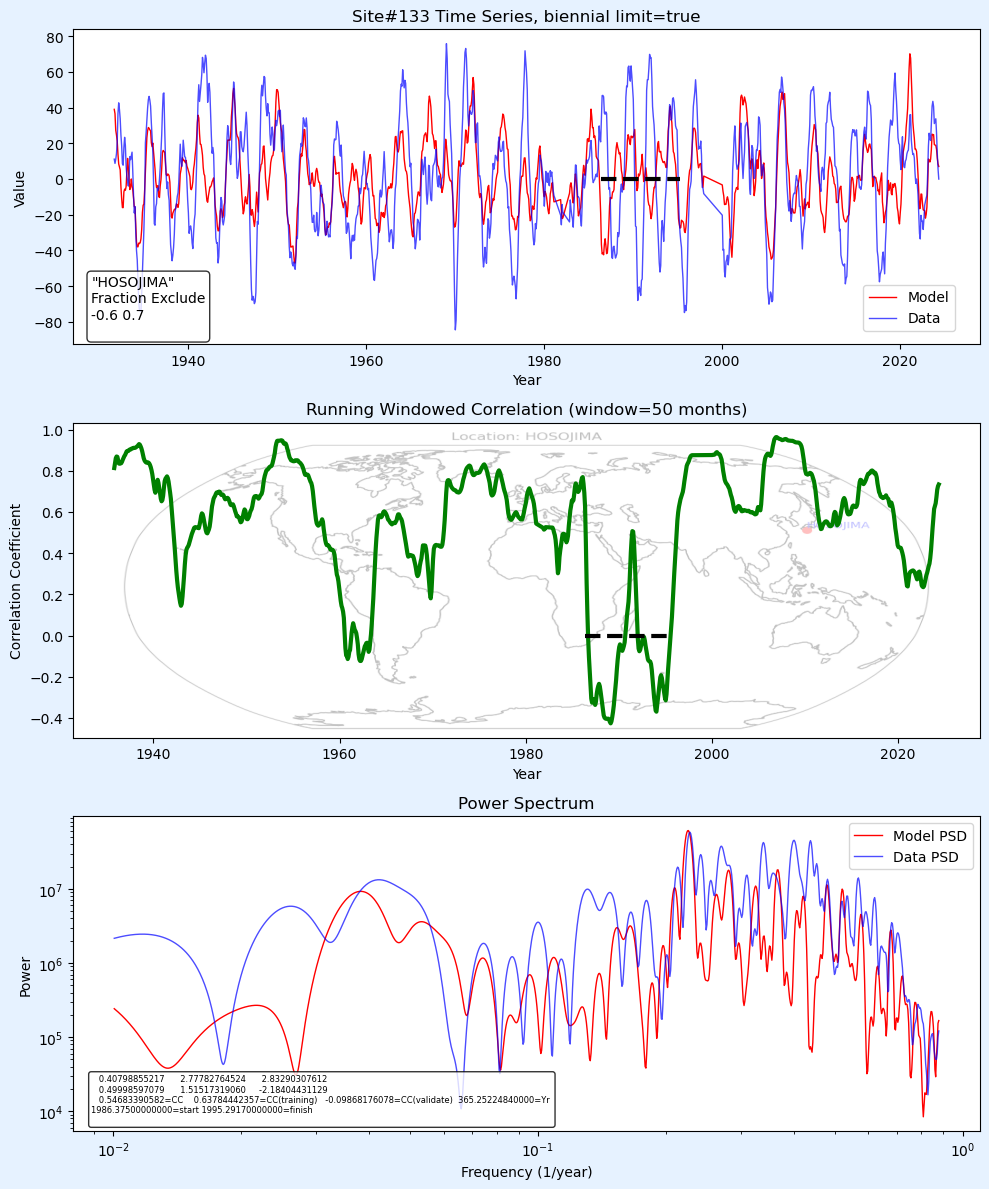 Site#133 Time Series, biennial limit=true
80
60
40
20
0
−20
−40
−60
−80
Value
"HOSOJIMA"
Fraction Exclude
-0.6 0.7
Model
Data
1940
1960
1980
2000
2020
Year
Running Windowed Correlation (window=50 months)
Location: HOSOJIMA
1.0
0.8
0.6
0.4
0.2
0.0
−0.2
−0.4
Correlation Coefficient
HOSOJIMA
1940
1960
1980
2000
2020
Year
Power Spectrum
Model PSD
Data PSD
10⁷
10⁶
10⁵
10⁴
Power
0.40798855217 2.77782764524 2.83290307612
0.49998597079 1.51517319060 -2.18404431129
0.54683390582=CC 0.63784442357=CC(training) -0.09868176078=CC(validate) 365.25224840000=Yr
1986.37500000000=start 1995.29170000000=finish
10⁻²
10⁻¹
10⁰
Frequency (1/year)